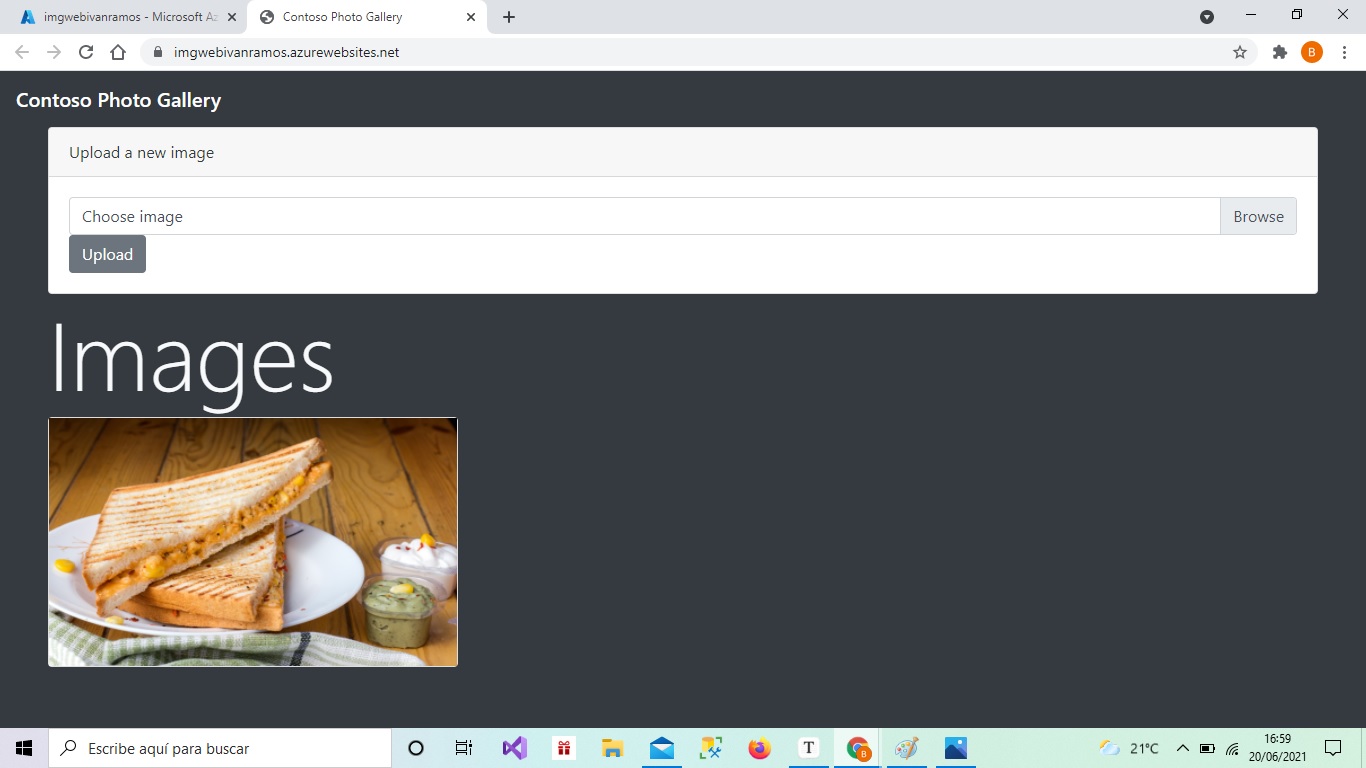 imgwebivanramos - Microsoft Az
Contoso Photo Gallery
imgwebivanramos.azurewebsites.net
B
Contoso Photo Gallery
Upload a new image
Choose image
Browse
Upload
Images
Escribe aquí para buscar
T
B
21°C
16:59
20/06/2021